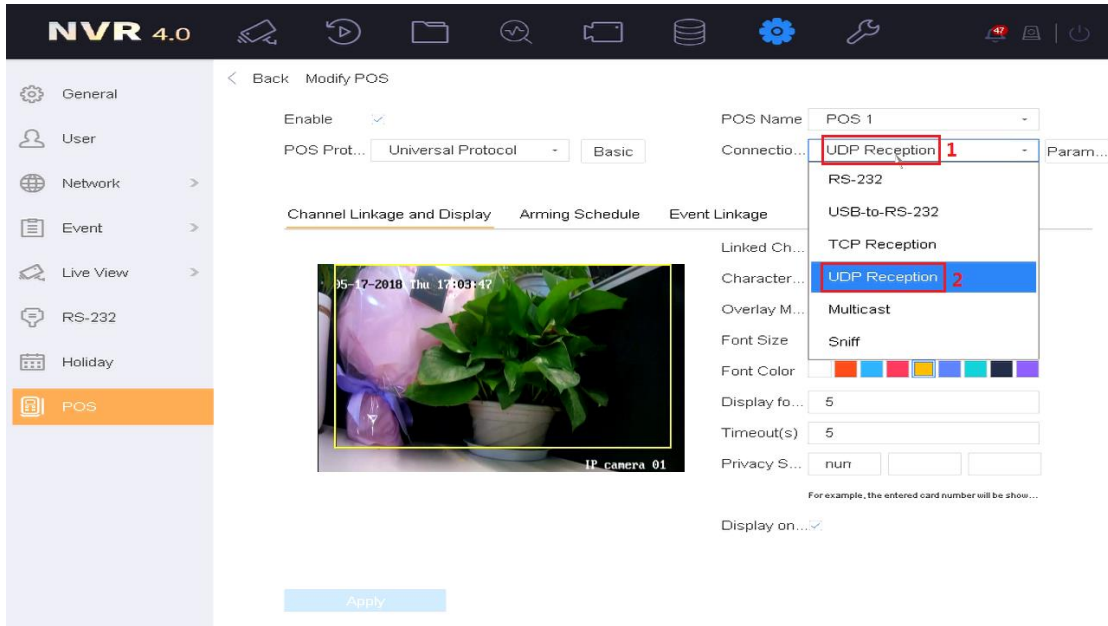 NVR 4.0
47
Back Modify POS
General
User
Network
Event
Live View
RS-232
Holiday
POS
Enable
POS Name POS 1
POS Prot... Universal Protocol Basic
Connectio... UDP Reception 1 Param...
RS-232
USB-to-RS-232
TCP Reception
UDP Reception 2
Multicast
Sniff
Channel Linkage and Display Arming Schedule Event Linkage
05-17-2018 Thu 17:03:47
IP camera 01
Linked Ch...
Character...
Overlay M...
Font Size
Font Color
Display fo... 5
Timeout(s) 5
Privacy S... num
For example, the entered card number will be show...
Display on...
Apply